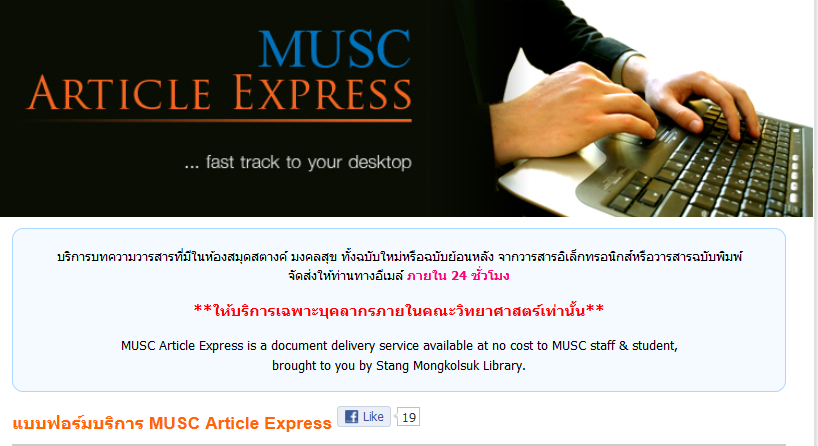 MUSC
ARTICLE EXPRESS
... fast track to your desktop
บริการบทความวารสารที่มีในห้องสมุดสตางค์ มงคลสุข ทั้งฉบับใหม่หรือฉบับย้อนหลัง จากวารสารอิเล็กทรอนิกส์หรือวารสารฉบับพิมพ์
จัดส่งให้ท่านทางอีเมล์ ภายใน 24 ชั่วโมง
**ให้บริการเฉพาะบุคลากรภายในคณะวิทยาศาสตร์เท่านั้น**
MUSC Article Express is a document delivery service available at no cost to MUSC staff & student,
brought to you by Stang Mongkolsuk Library.
แบบฟอร์มบริการ MUSC Article Express Like 19